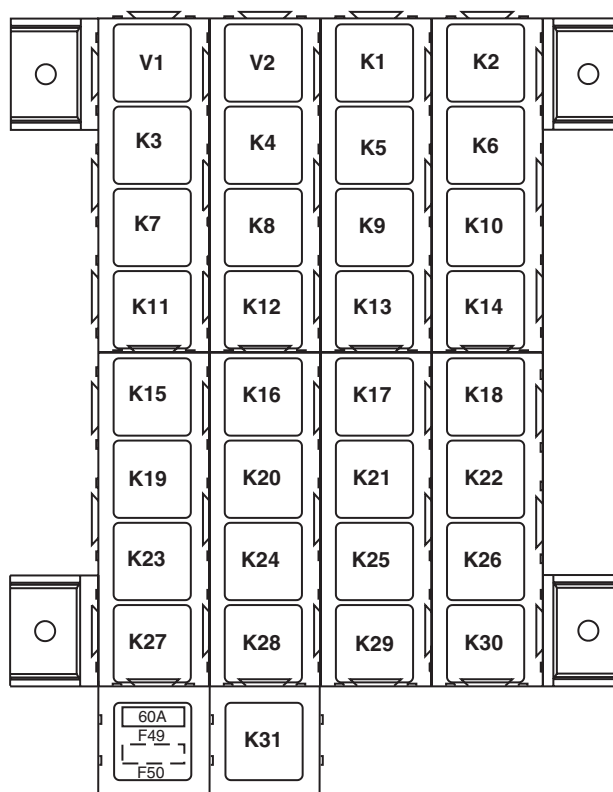 V1 V2 K1 K2
K3 K4 K5 K6
K7 K8 K9 K10
K11 K12 K13 K14
K15 K16 K17 K18
K19 K20 K21 K22
K23 K24 K25 K26
K27 K28 K29 K30
60A
F49
K31
F50